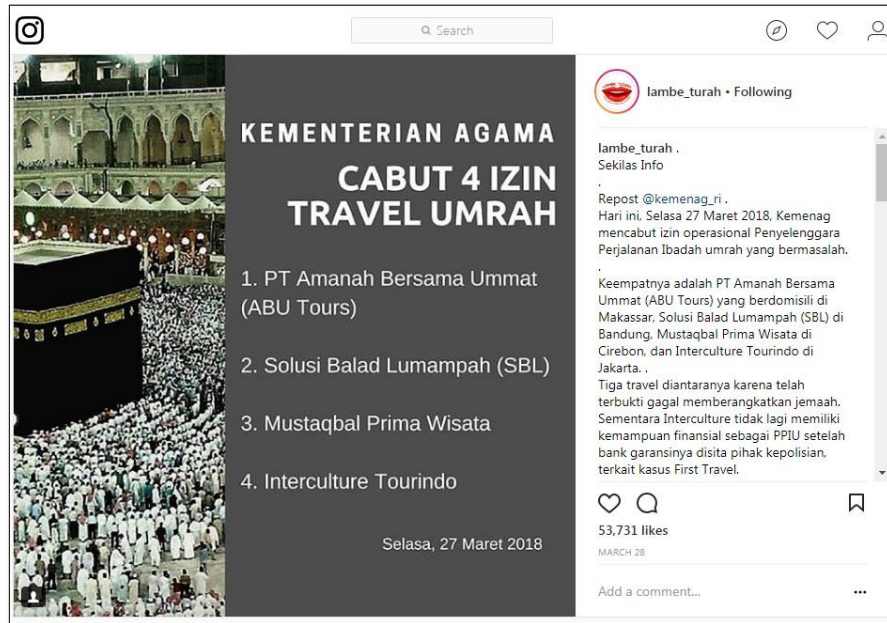 Search
KEMENTERIAN AGAMA
CABUT 4 IZIN
TRAVEL UMRAH
1. PT Amanah Bersama Ummat
(ABU Tours)
2. Solusi Balad Lumampah (SBL)
3. Mustaqbal Prima Wisata
4. Interculture Tourindo
Selasa, 27 Maret 2018
lambe_turah • Following
lambe_turah .
Sekilas Info
.
Repost @kemenag_ri .
Hari ini, Selasa 27 Maret 2018, Kemenag
mencabut izin operasional Penyelenggara
Perjalanan Ibadah umrah yang bermasalah.
.
Keempatnya adalah PT Amanah Bersama
Ummat (ABU Tours) yang berdomisili di
Makassar, Solusi Balad Lumampah (SBL) di
Bandung, Mustaqbal Prima Wisata di
Cirebon, dan Interculture Tourindo di
Jakarta. .
Tiga travel diantaranya karena telah
terbukti gagal memberangkatkan jemaah.
Sementara Interculture tidak lagi memiliki
kemampuan finansial sebagai PPIU setelah
bank garansinya disita pihak kepolisian,
terkait kasus First Travel.
53,731 likes
MARCH 28
Add a comment...